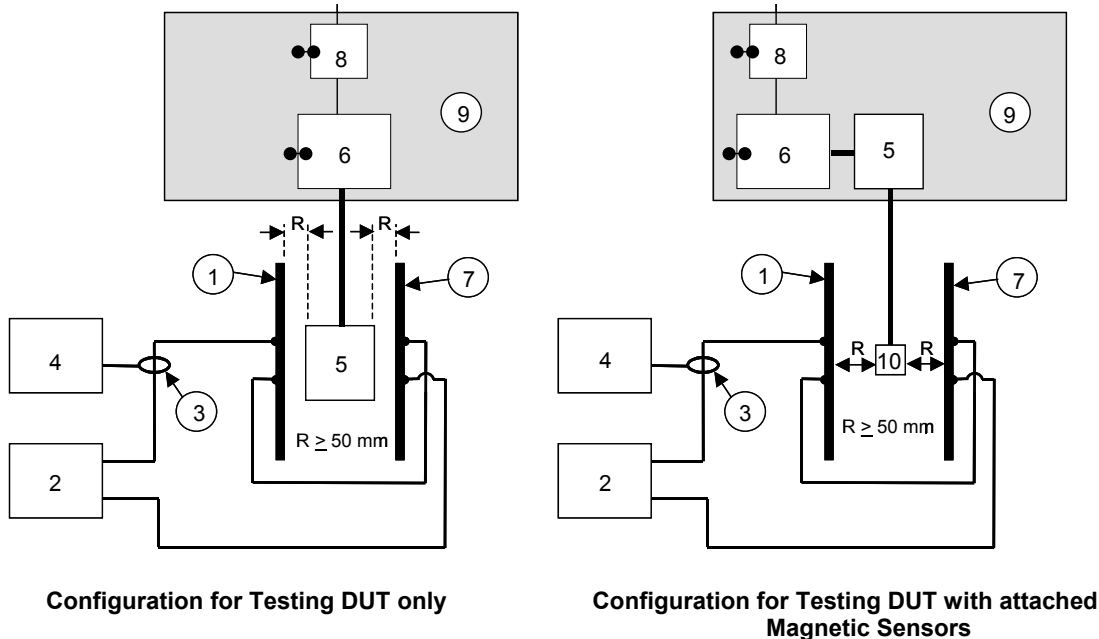 8
9
6
R
R
1
7
4
5
3
R ≥ 50 mm
2
Configuration for Testing DUT only
8
9
6
5
1
7
4
R
10
R
3
R ≥ 50 mm
2
Configuration for Testing DUT with attached
Magnetic Sensors